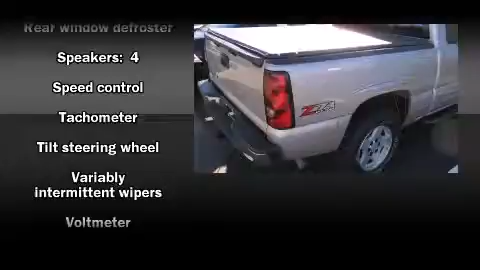 Rear window defroster
Speakers: 4
Speed control
Tachometer
Tilt steering wheel
Variably
intermittent wipers
Voltmeter
Z71